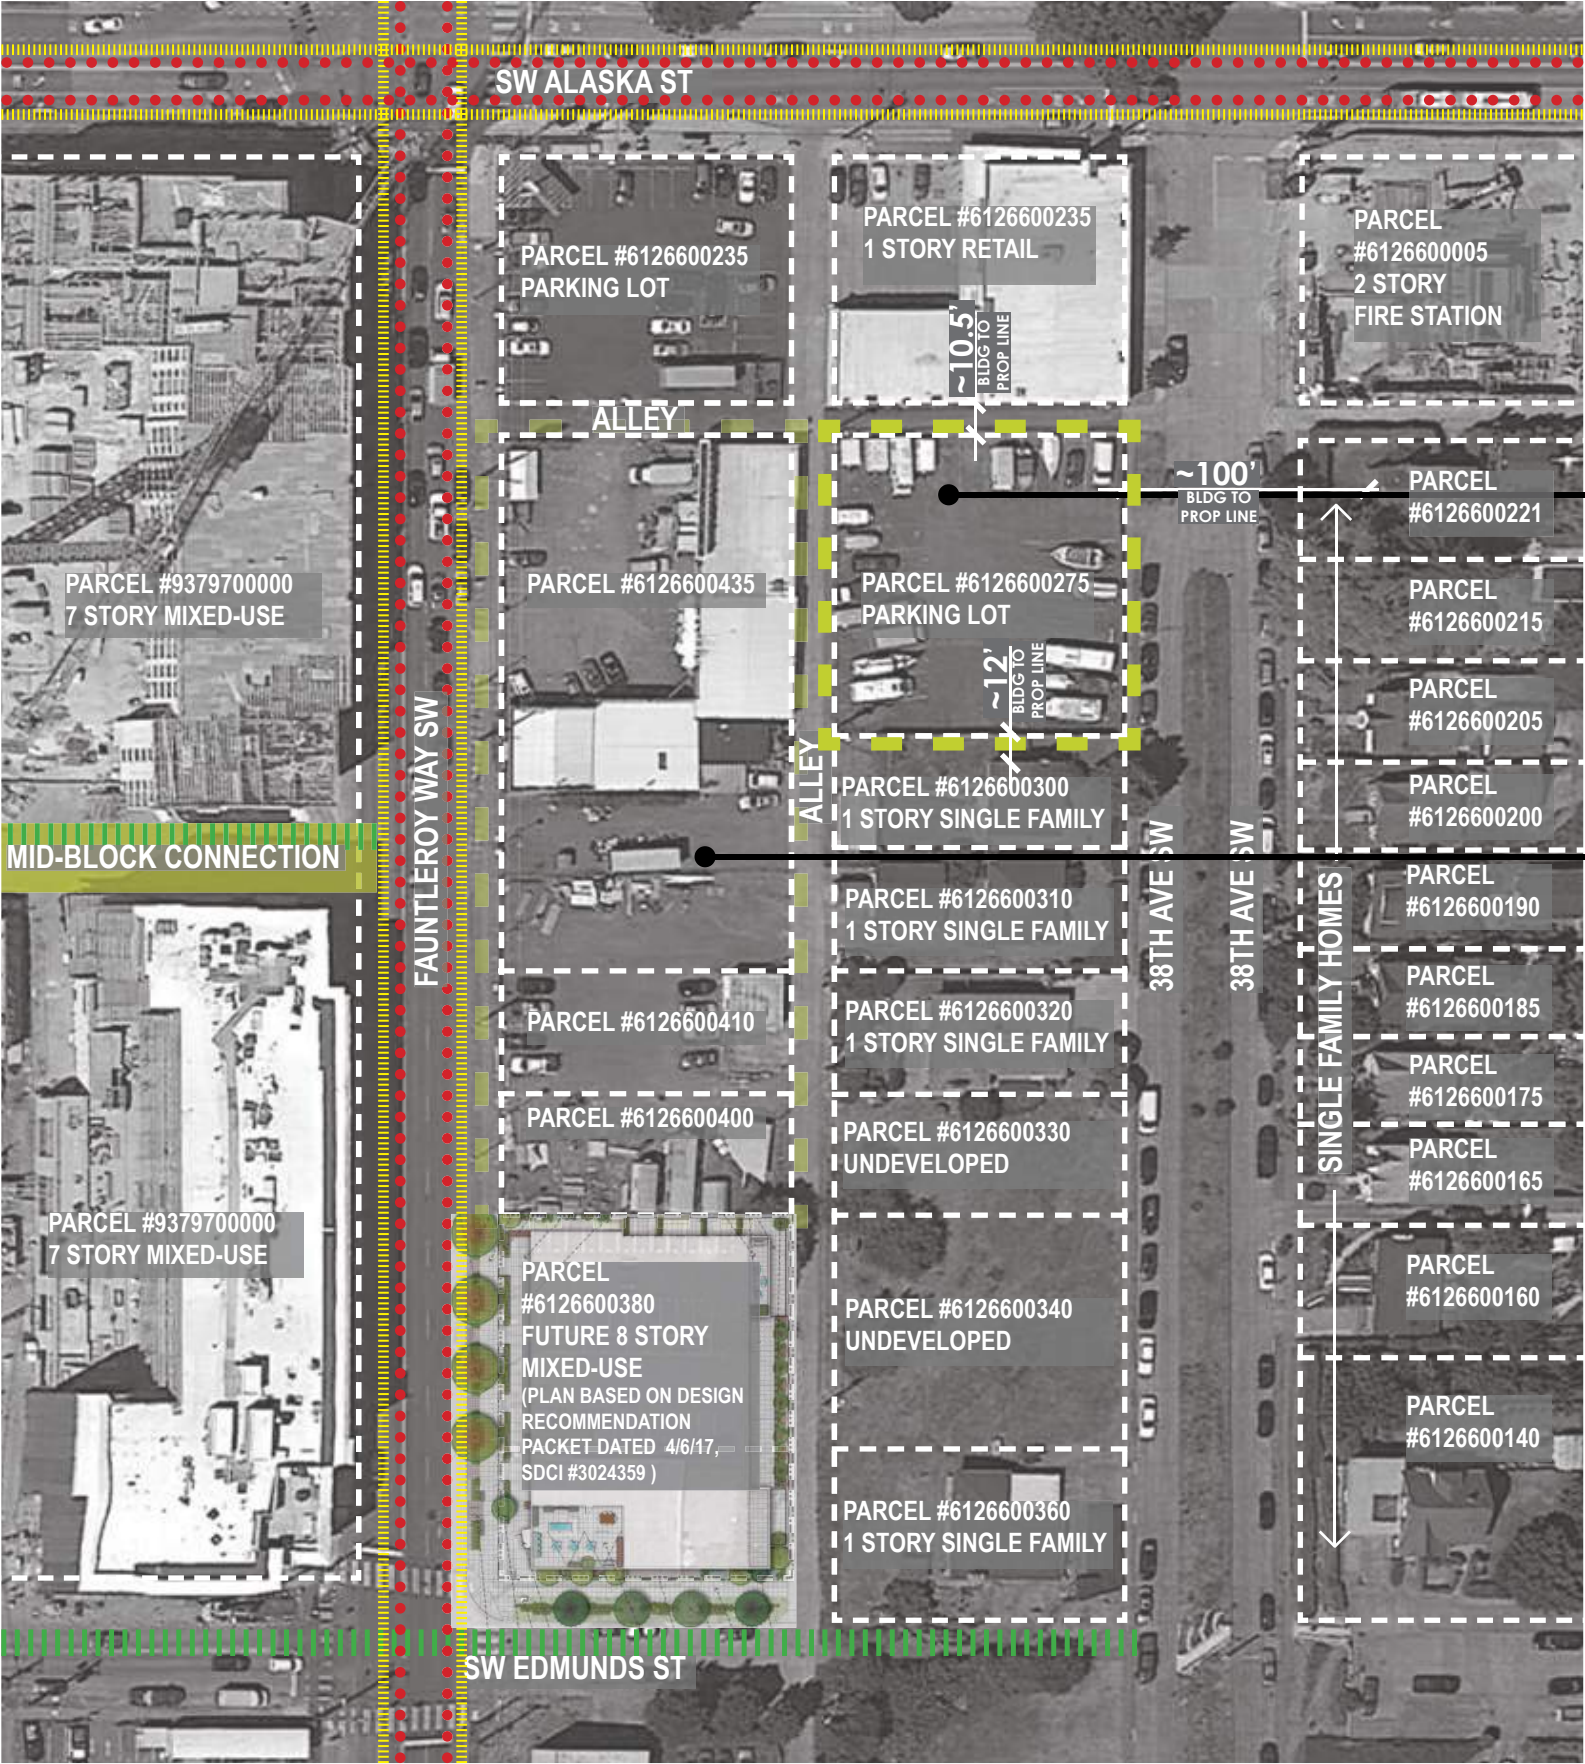 SW ALASKA ST
PARCEL #6126600235
PARKING LOT
PARCEL #6126600235
1 STORY RETAIL
PARCEL
#6126600005
2 STORY
FIRE STATION
~10.5'
BLDG TO
PROP LINE
ALLEY
~100'
BLDG TO
PROP LINE
PARCEL
#6126600221
PARCEL #9379700000
7 STORY MIXED-USE
PARCEL #6126600435
PARCEL #6126600275
PARKING LOT
PARCEL
#6126600215
~12'
BLDG TO
PROP LINE
PARCEL
#6126600205
FAUNTLEROY WAY SW
ALLEY
PARCEL #6126600300
1 STORY SINGLE FAMILY
PARCEL
#6126600200
MID-BLOCK CONNECTION
38TH AVE SW
38TH AVE SW
SINGLE FAMILY HOMES
PARCEL #6126600310
1 STORY SINGLE FAMILY
PARCEL
#6126600190
PARCEL #6126600410
PARCEL #6126600320
1 STORY SINGLE FAMILY
PARCEL
#6126600185
PARCEL
#6126600175
PARCEL #6126600400
PARCEL #6126600330
UNDEVELOPED
PARCEL
#6126600165
PARCEL #9379700000
7 STORY MIXED-USE
PARCEL
#6126600380
FUTURE 8 STORY
MIXED-USE
(PLAN BASED ON DESIGN
RECOMMENDATION
PACKET DATED 4/6/17,
SDCI #3024359 )
PARCEL #6126600340
UNDEVELOPED
PARCEL
#6126600160
PARCEL
#6126600140
PARCEL #6126600360
1 STORY SINGLE FAMILY
SW EDMUNDS ST